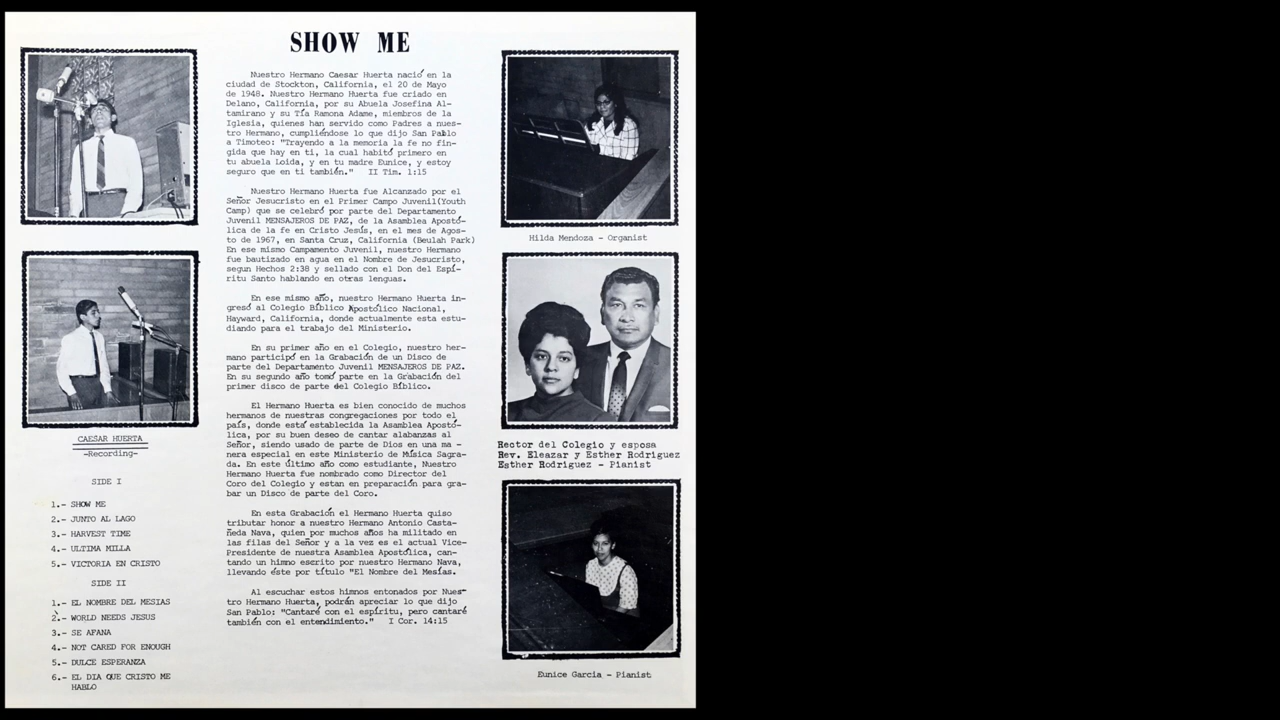 SHOW ME
Nuestro Hermano Caesar Huerta nació en la
ciudad de Stockton, California, el 20 de Mayo
de 1948. Nuestro Hermano Huerta fue criado en
Delano, California, por su Abuela Josefina Al-
tamirano y su Tía Ramona Adame, miembros de la
Iglesia, quienes han servido como Padres a nues-
tro Hermano, cumpliéndose lo que dijo San Pablo
a Timoteo: "Trayendo a la memoria la fe no fin-
gida que hay en ti, la cual habitó primero en
tu abuela Loida, y en tu madre Eunice, y estoy
seguro que en ti también."   II Tim. 1:15
Nuestro Hermano Huerta fue Alcanzado por el
Señor Jesucristo en el Primer Campo Juvenil(Youth
Camp) que se celebró por parte del Departamento
Juvenil MENSAJEROS DE PAZ, de la Asamblea Apostó-
lica de la fe en Cristo Jesús, en el mes de Agos-
to de 1967, en Santa Cruz, California (Beulah Park)
En ese mismo Campamento Juvenil, nuestro Hermano
fue bautizado en agua en el Nombre de Jesucristo,
segun Hechos 2:38 y sellado con el Don del Espí-
ritu Santo hablando en otras lenguas.
En ese mismo año, nuestro Hermano Huerta in-
gresó al Colegio Bíblico Apostólico Nacional,
Hayward, California, donde actualmente esta estu-
diando para el trabajo del Ministerio.
En su primer año en el Colegio, nuestro her-
mano participó en la Grabación de un Disco de
parte del Departamento Juvenil MENSAJEROS DE PAZ.
En su segundo año tomó parte en la Grabación del
primer disco de parte del Colegio Bíblico.
El Hermano Huerta es bien conocido de muchos
hermanos de nuestras congregaciones por todo el
país, donde está establecida la Asamblea Apostó-
lica, por su buen deseo de cantar alabanzas al
Señor, siendo usado de parte de Dios en una ma -
nera especial en este Ministerio de Música Sagra-
da. En este último año como estudiante, Nuestro
Hermano Huerta fue nombrado como Director del
Coro del Colegio y estan en preparación para gra-
bar un Disco de parte del Coro.
En esta Grabación el Hermano Huerta quiso
tributar honor a nuestro Hermano Antonio Casta-
ñeda Nava, quien por muchos años ha militado en
las filas del Señor y a la vez es el actual Vice-
Presidente de nuestra Asamblea Apostólica, can-
tando un himno escrito por nuestro Hermano Nava,
llevando éste por título "El Nombre del Mesías.
Al escuchar estos himnos entonados por Nues-
tro Hermano Huerta, podrán apreciar lo que dijo
San Pablo: "Cantaré con el espíritu, pero cantaré
también con el entendimiento."   I Cor. 14:15
CAESAR HUERTA
-Recording-
SIDE I
1.- SHOW ME
2.- JUNTO AL LAGO
3.- HARVEST TIME
4.- ULTIMA MILLA
5.- VICTORIA EN CRISTO
SIDE II
1.- EL NOMBRE DEL MESIAS
2.- WORLD NEEDS JESUS
3.- SE AFANA
4.- NOT CARED FOR ENOUGH
5.- DULCE ESPERANZA
6.- EL DIA QUE CRISTO ME
HABLO
Hilda Mendoza - Organist
Rector del Colegio y esposa
Rev. Eleazar y Esther Rodriguez
Esther Rodriguez - Pianist
Eunice Garcia - Pianist